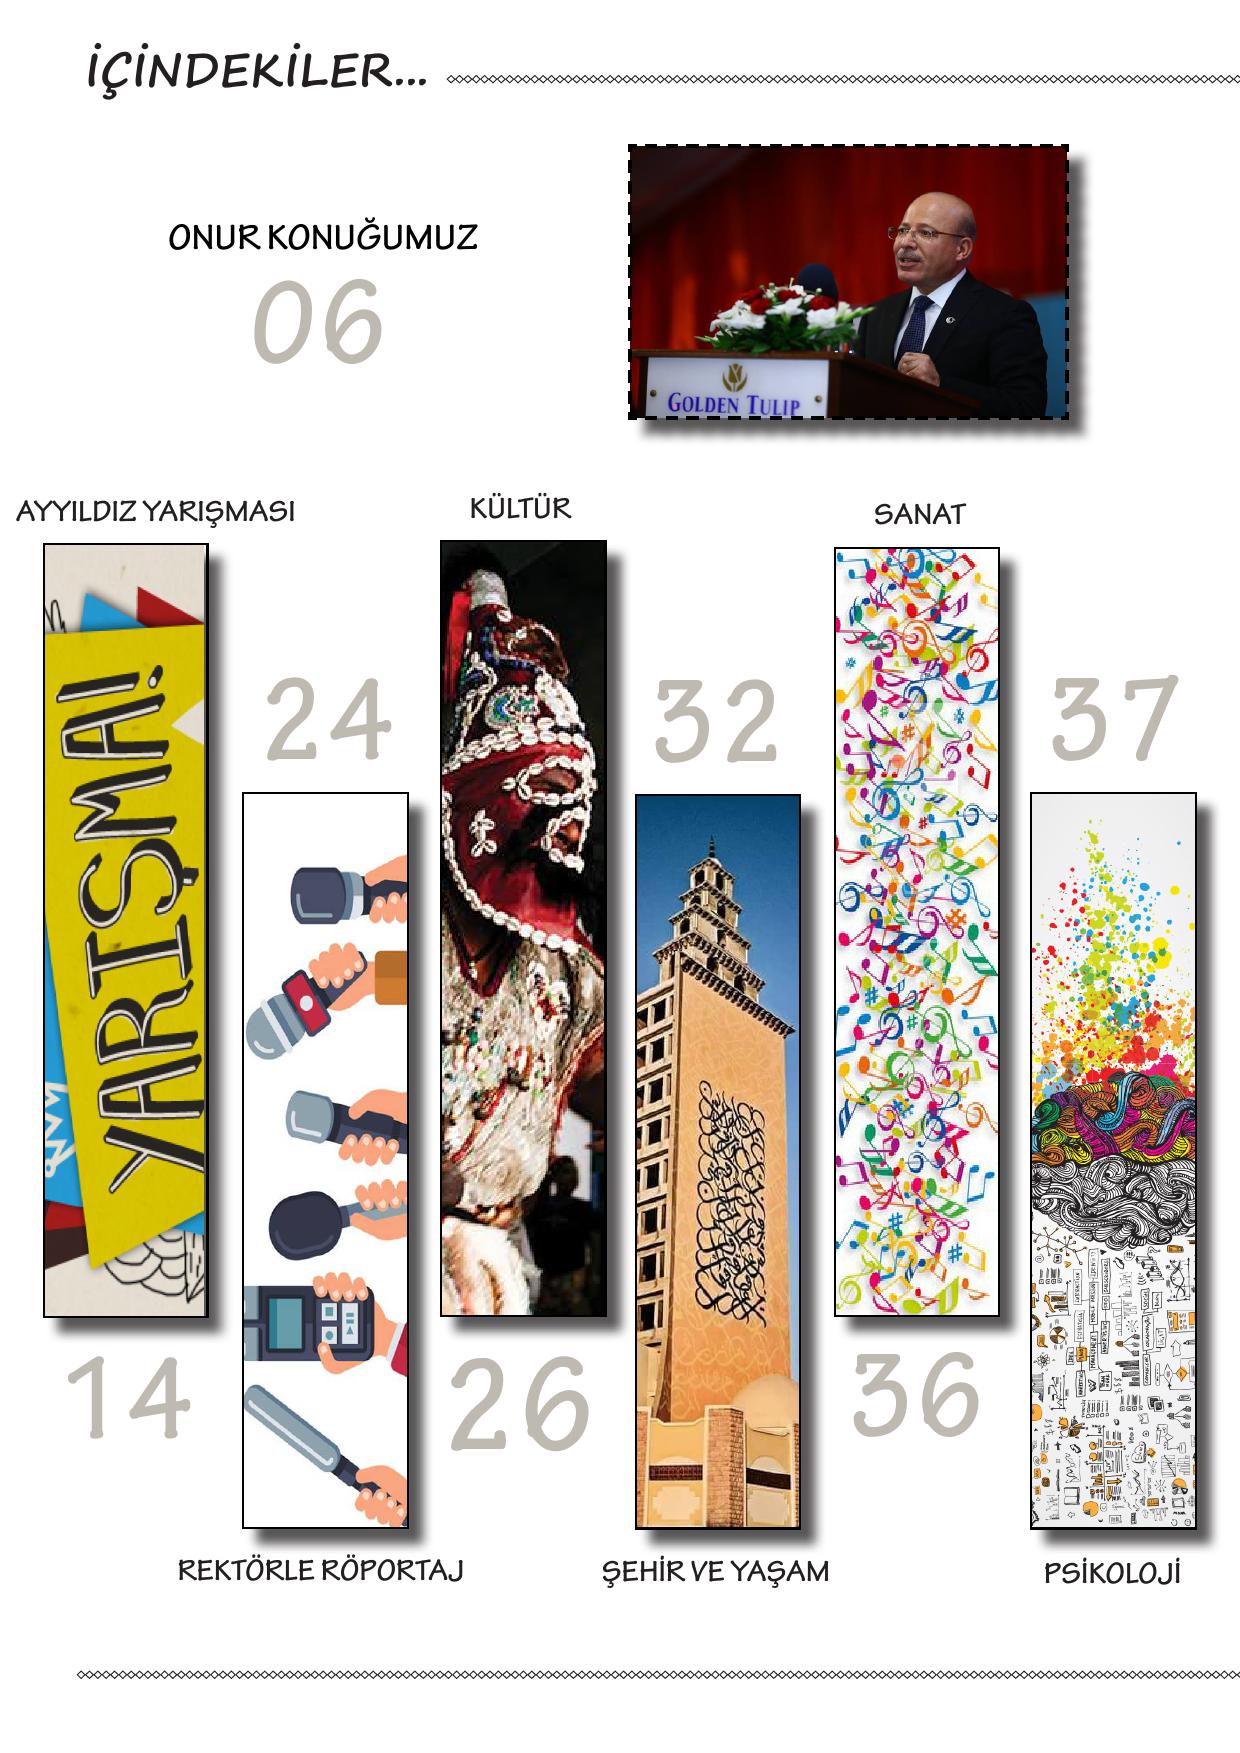 İÇİNDEKİLER...
ONUR KONUĞUMUZ
06
GOLDEN TULIP
AYYILDIZ YARIŞMASI
KÜLTÜR
SANAT
YARIŞMA!
24
32
37
14
26
36
REKTÖRLE RÖPORTAJ
ŞEHİR VE YAŞAM
PSİKOLOJİ